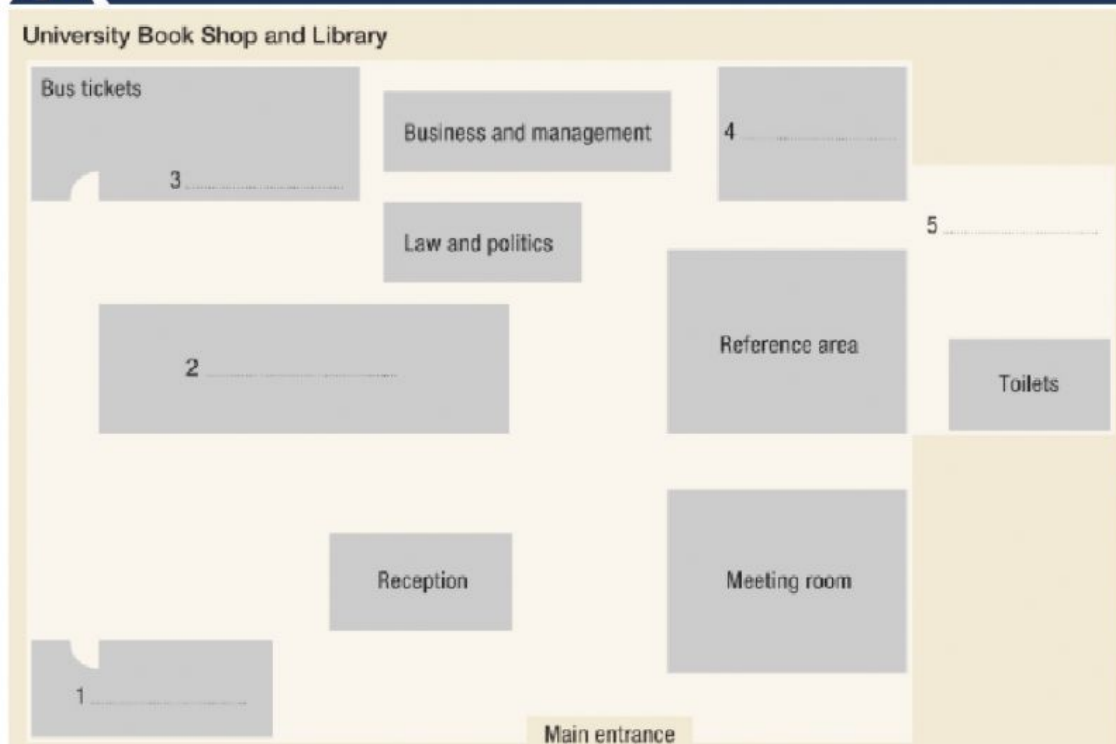 University Book Shop and Library
Bus tickets
Business and management
4 ....................
3 ....................
5 ....................
Law and politics
Reference area
2 ....................
Toilets
Reception
Meeting room
1 ....................
Main entrance